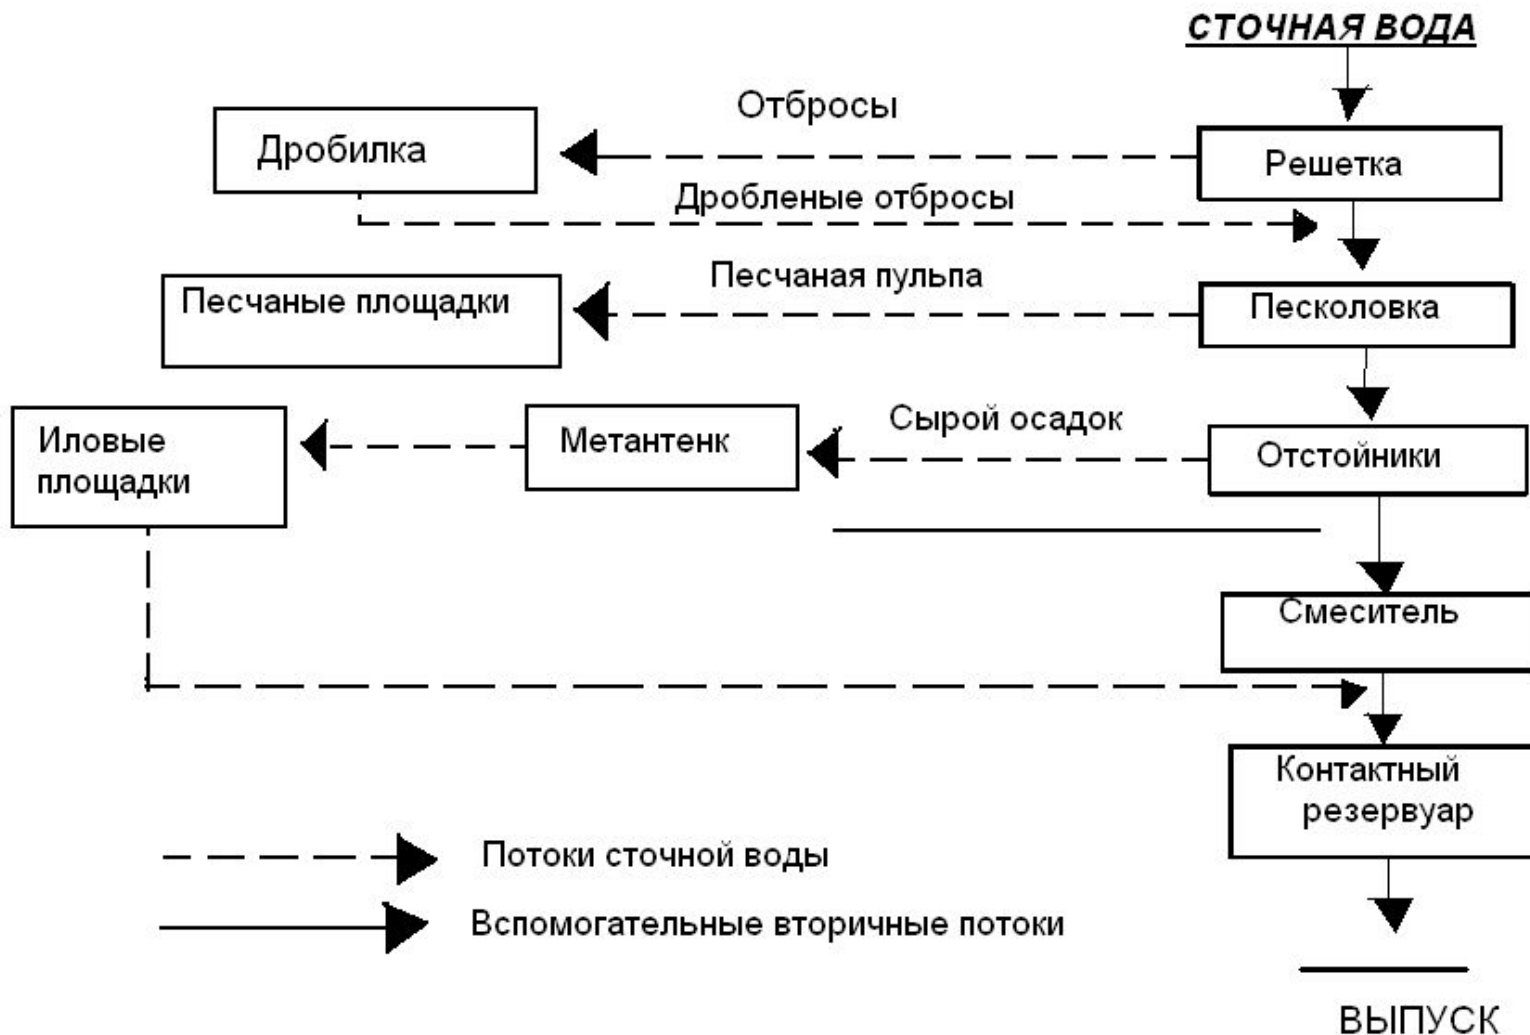 СТОЧНАЯ ВОДА
Отбросы
Дробилка
Решетка
Дробленые отбросы
Песчаная пульпа
Песчаные площадки
Песколовка
Сырой осадок
Иловые
площадки
Метантенк
Отстойники
Смеситель
Контактный
резервуар
Потоки сточной воды
Вспомогательные вторичные потоки
ВЫПУСК